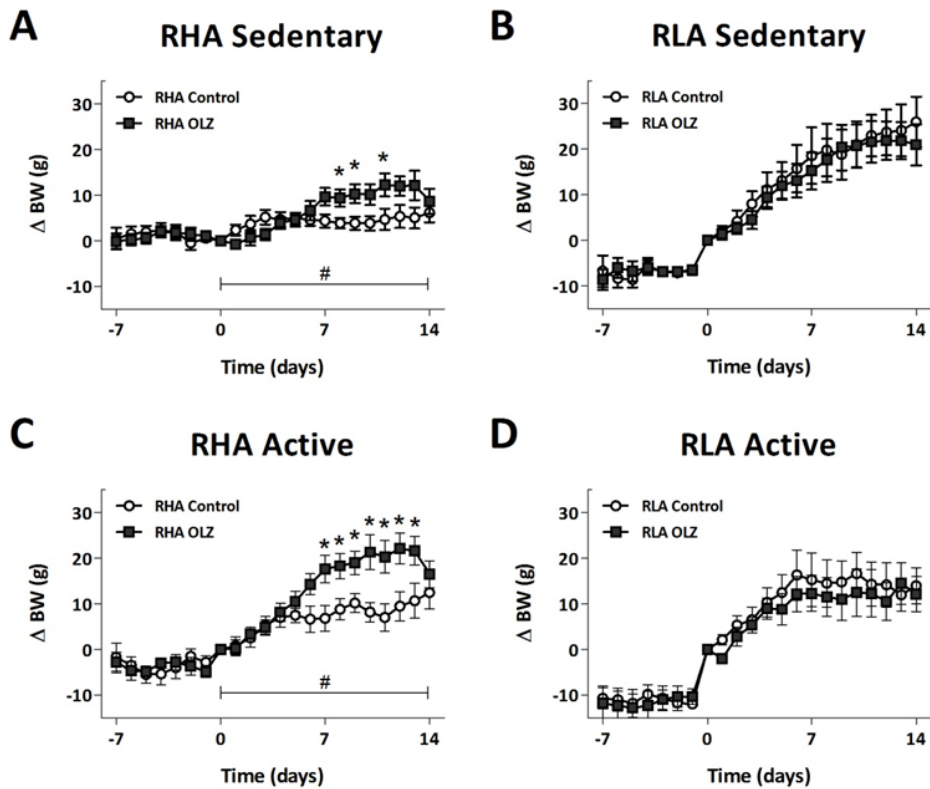 A
RHA Sedentary
RHA Control
RHA OLZ
30
20
10
0
-10
Δ BW (g)
* * *
#
-7 0 7 14
Time (days)
B
RLA Sedentary
RLA Control
RLA OLZ
30
20
10
0
-10
Δ BW (g)
-7 0 7 14
Time (days)
C
RHA Active
RHA Control
RHA OLZ
30
20
10
0
-10
Δ BW (g)
* * * * * * *
#
-7 0 7 14
Time (days)
D
RLA Active
RLA Control
RLA OLZ
30
20
10
0
-10
Δ BW (g)
-7 0 7 14
Time (days)